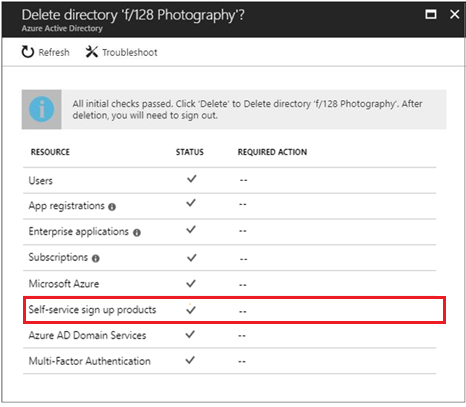 Delete directory 'f/128 Photography'?
Azure Active Directory
Refresh Troubleshoot
All initial checks passed. Click 'Delete' to Delete directory 'f/128 Photography'. After
deletion, you will need to sign out.
RESOURCE STATUS REQUIRED ACTION
Users ✓ --
App registrations ✓ --
Enterprise applications ✓ --
Subscriptions ✓ --
Microsoft Azure ✓ --
Self-service sign up products ✓ --
Azure AD Domain Services ✓ --
Multi-Factor Authentication ✓ --